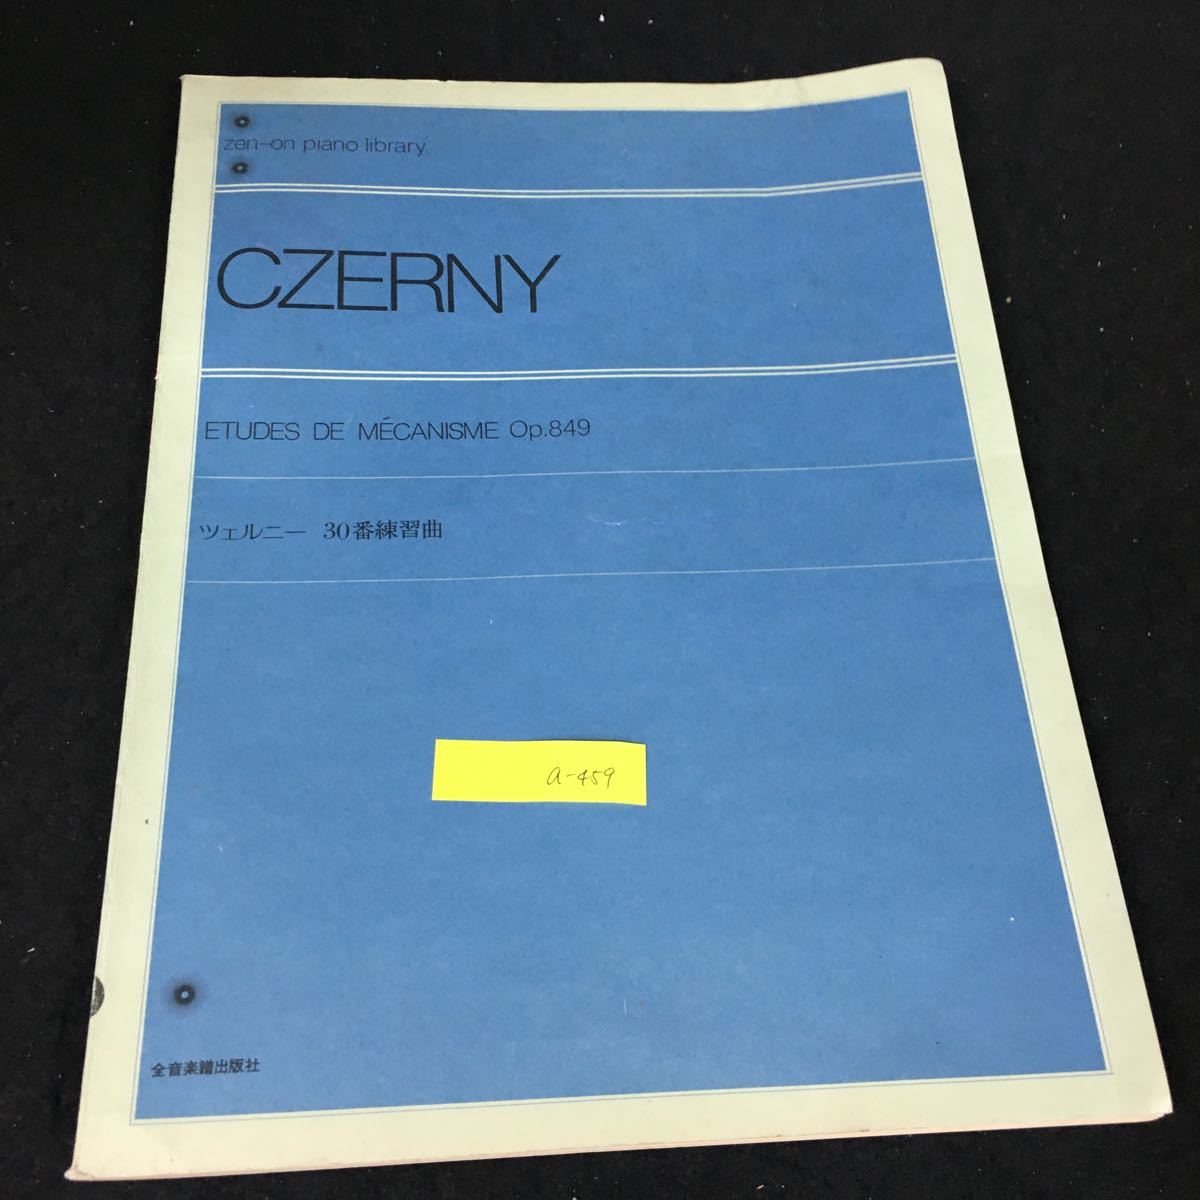 zen-on piano library
CZERNY
ETUDES DE MÉCANISME Op.849
ツェルニー 30番練習曲
a-459
全音楽譜出版社